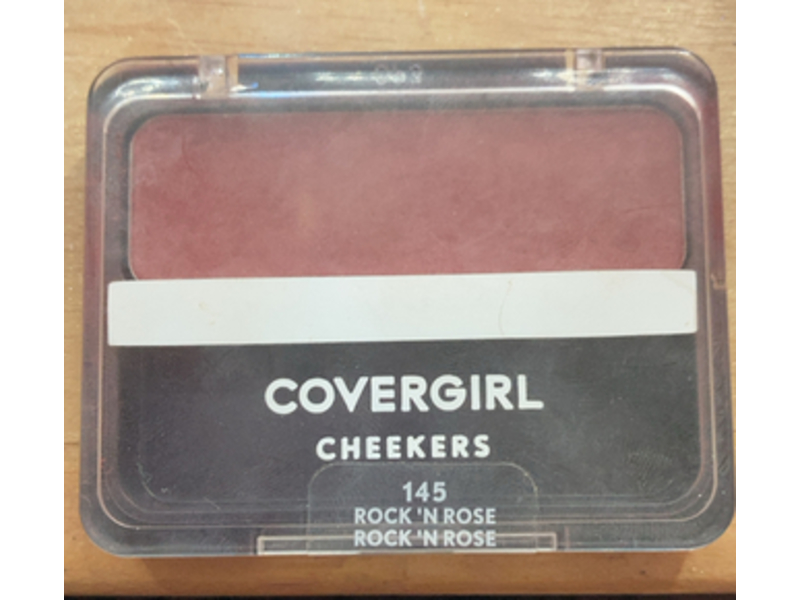 COVERGIRL
CHEEKERS
145
ROCK 'N ROSE
ROCK 'N ROSE